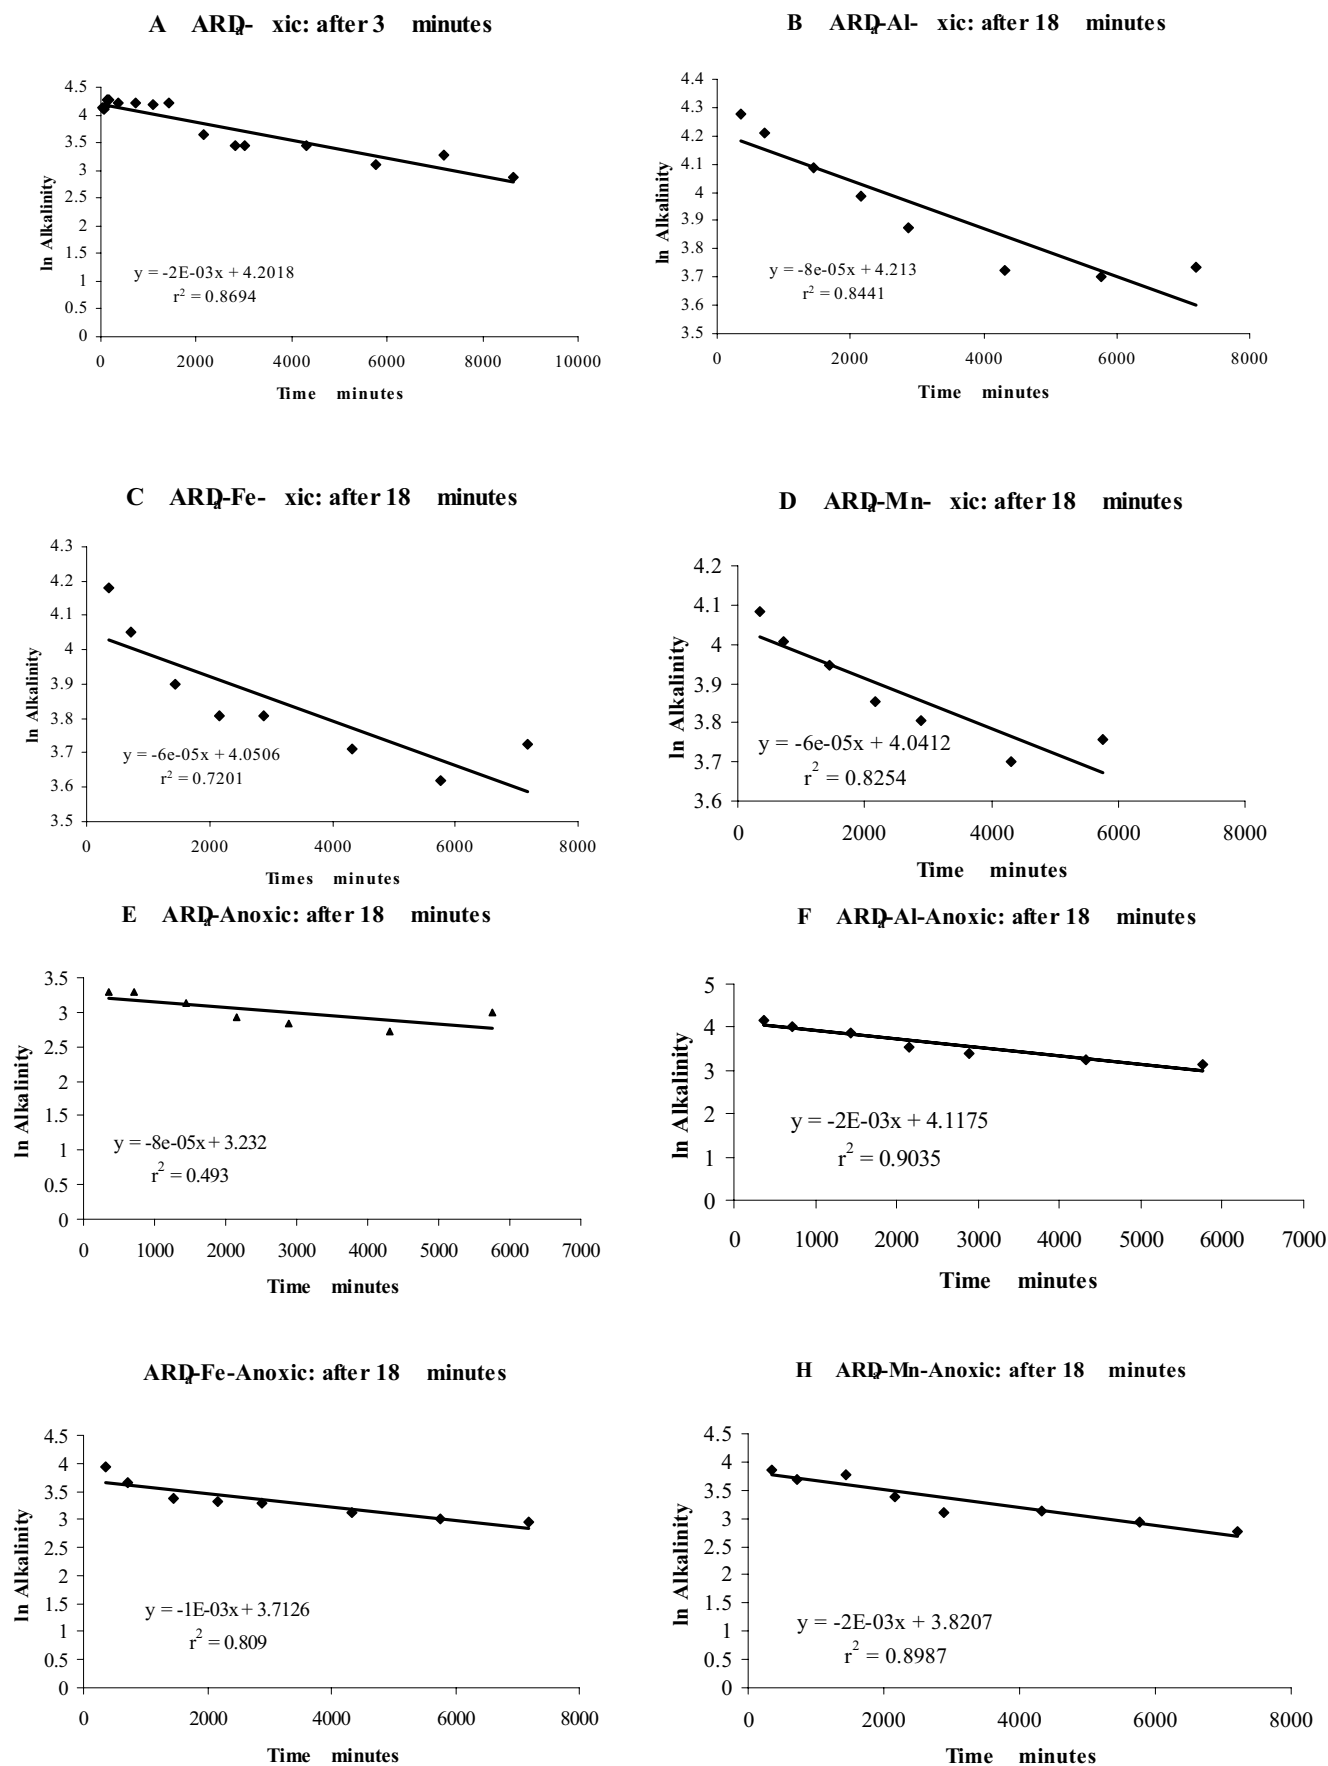 A ARDa- xic: after 3 minutes
4.5
4
3.5
3
2.5
2
1.5
1
0.5
0
ln Alkalinity
y = -2E-03x + 4.2018
r² = 0.8694
0 2000 4000 6000 8000 10000
Time minutes
B ARDa-Al- xic: after 18 minutes
4.4
4.3
4.2
4.1
4
3.9
3.8
3.7
3.6
3.5
ln Alkalinity
y = -8e-05x + 4.213
r² = 0.8441
0 2000 4000 6000 8000
Time minutes
C ARDa-Fe- xic: after 18 minutes
4.3
4.2
4.1
4
3.9
3.8
3.7
3.6
3.5
ln Alkalinity
y = -6e-05x + 4.0506
r² = 0.7201
0 2000 4000 6000 8000
Times minutes
D ARDa-Mn- xic: after 18 minutes
4.2
4.1
4
3.9
3.8
3.7
3.6
ln Alkalinity
y = -6e-05x + 4.0412
r² = 0.8254
0 2000 4000 6000 8000
Time minutes
E ARDa-Anoxic: after 18 minutes
3.5
3
2.5
2
1.5
1
0.5
0
ln Alkalinity
y = -8e-05x + 3.232
r² = 0.493
0 1000 2000 3000 4000 5000 6000 7000
Time minutes
F ARDa-Al-Anoxic: after 18 minutes
5
4
3
2
1
0
ln Alkalinity
y = -2E-03x + 4.1175
r² = 0.9035
0 1000 2000 3000 4000 5000 6000 7000
Time minutes
ARDa-Fe-Anoxic: after 18 minutes
4.5
4
3.5
3
2.5
2
1.5
1
0.5
0
ln Alkalinity
y = -1E-03x + 3.7126
r² = 0.809
0 2000 4000 6000 8000
Time minutes
H ARDa-Mn-Anoxic: after 18 minutes
4.5
4
3.5
3
2.5
2
1.5
1
0.5
0
ln Alkalinity
y = -2E-03x + 3.8207
r² = 0.8987
0 2000 4000 6000 8000
Time minutes